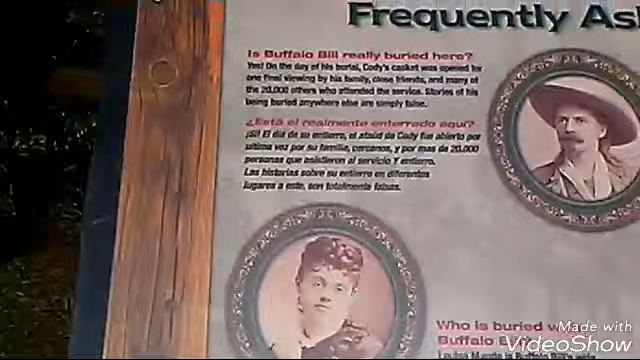 Frequently As
Is Buffalo Bill really buried here?
Yes! On the day of his burial, Cody's casket was opened for
one final viewing by his family, close friends, and many of
the 20,000 others who attended the service. Stories of his
being buried anywhere else are simply false.
¿Está el realmente enterrado aquí?
¡Sí! El día de su entierro, el ataúd de Cody fue abierto por
ultima vez por su familia, cercanos, y por mas de 20.000
personas que asistieron al servicio Y entierro.
Las historias sobre su entierro en diferentes
lugares a este, son totalmente falsas.
Who is buried w
Buffalo B
Made with
VideoShow